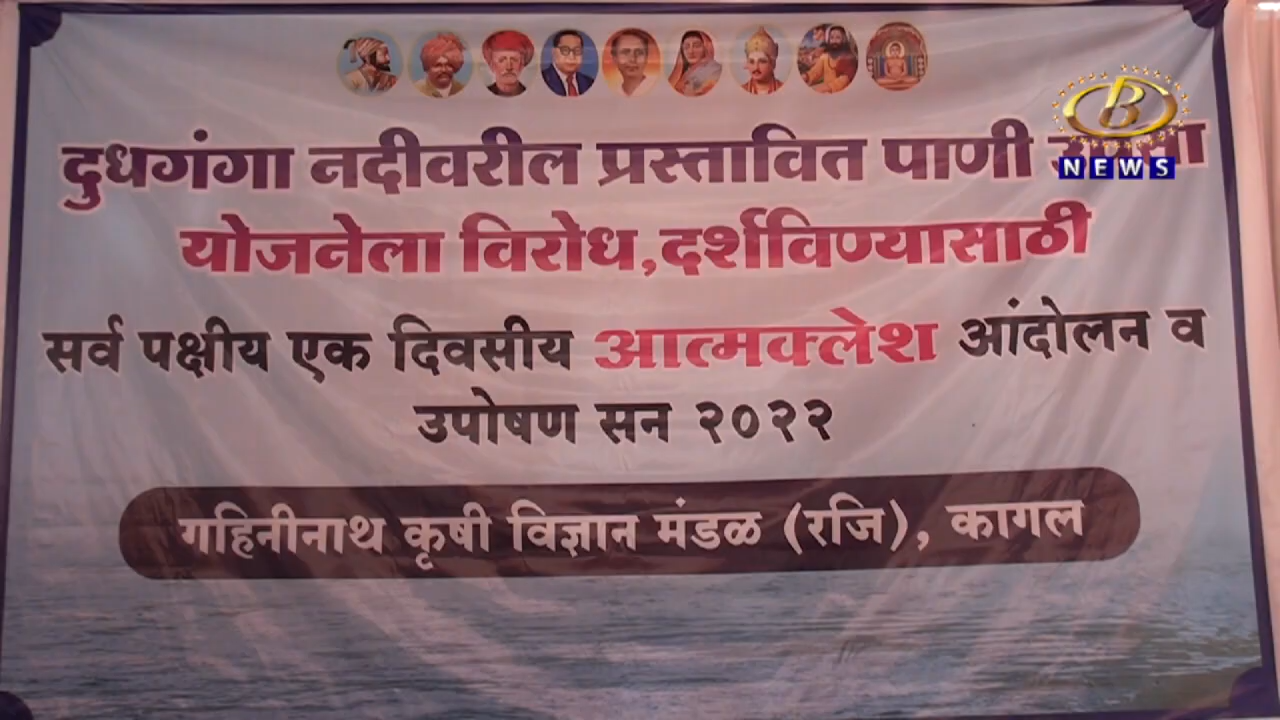 दुधगंगा नदीवरील प्रस्तावित पाणी
योजनेला विरोध,दर्शविण्यासाठी
सर्व पक्षीय एक दिवसीय आत्मक्लेश आंदोलन व
उपोषण सन २०२२
गहिनीनाथ कृषी विज्ञान मंडळ (रजि), कागल
B
NEWS